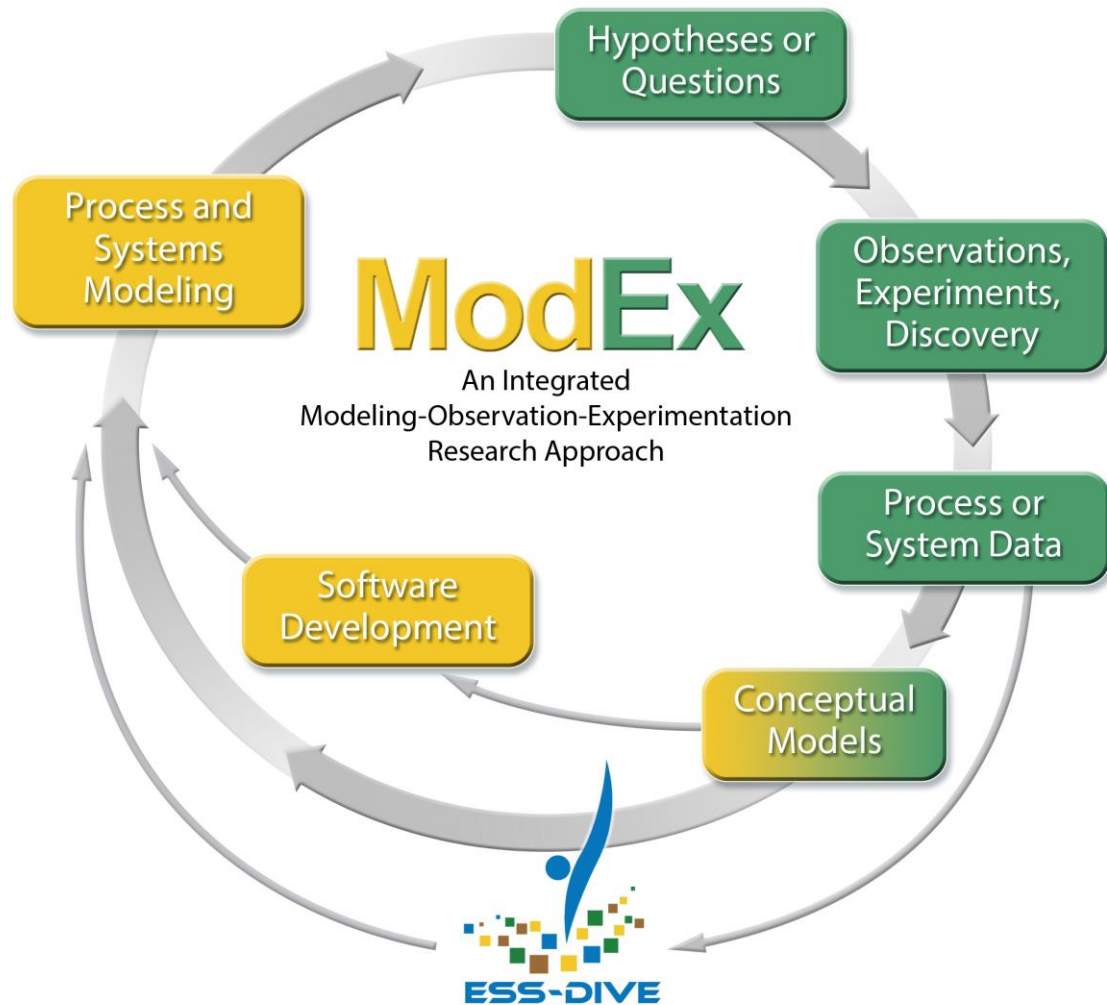 Hypotheses or
Questions
Process and
Systems
Modeling
Observations,
Experiments,
Discovery
ModEx
An Integrated
Modeling-Observation-Experimentation
Research Approach
Process or
System Data
Software
Development
Conceptual
Models
ESS-DIVE